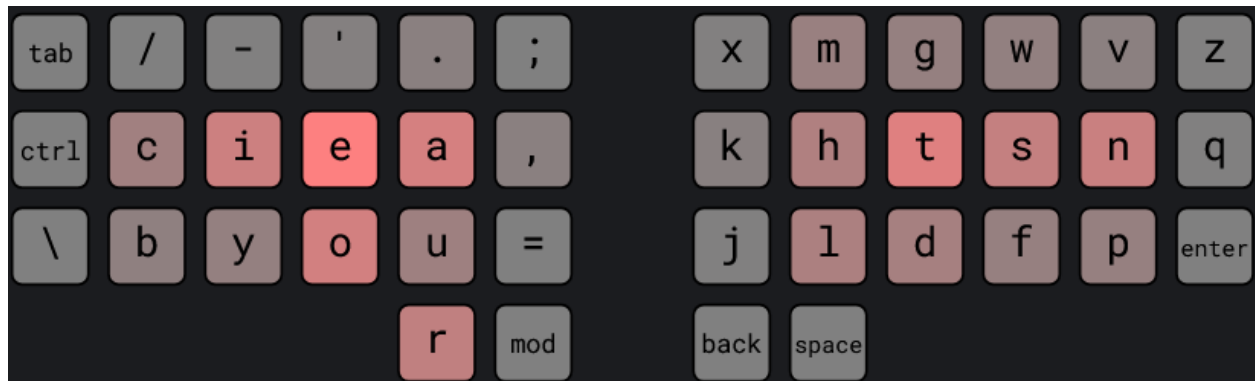 tab / - ' . ; x m g w v z
ctrl c i e a , k h t s n q
\ b y o u = j l d f p enter
r mod back space